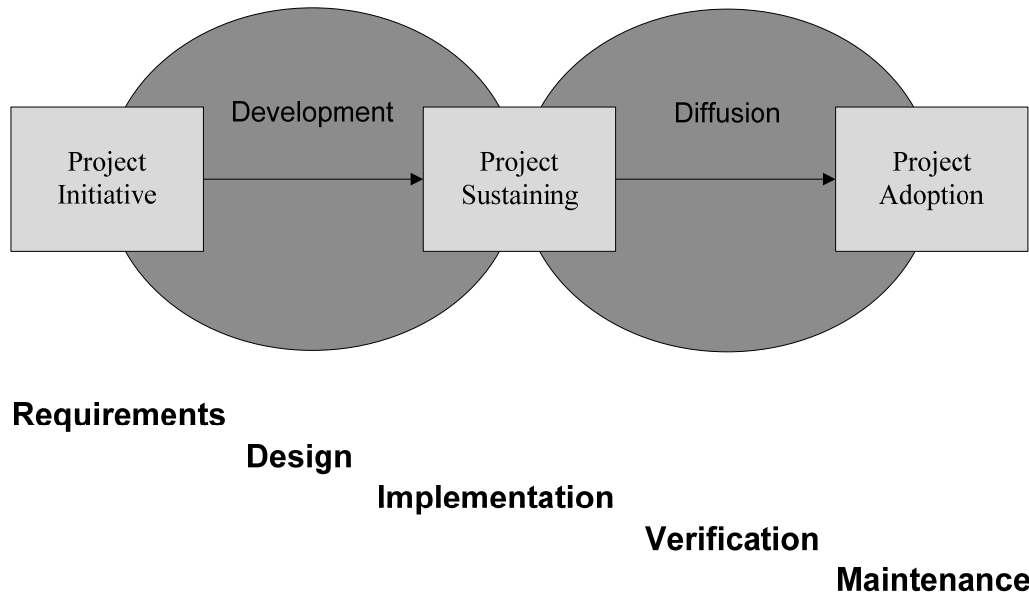 Development
Diffusion
Project
Initiative
Project
Sustaining
Project
Adoption
Requirements
Design
Implementation
Verification
Maintenance